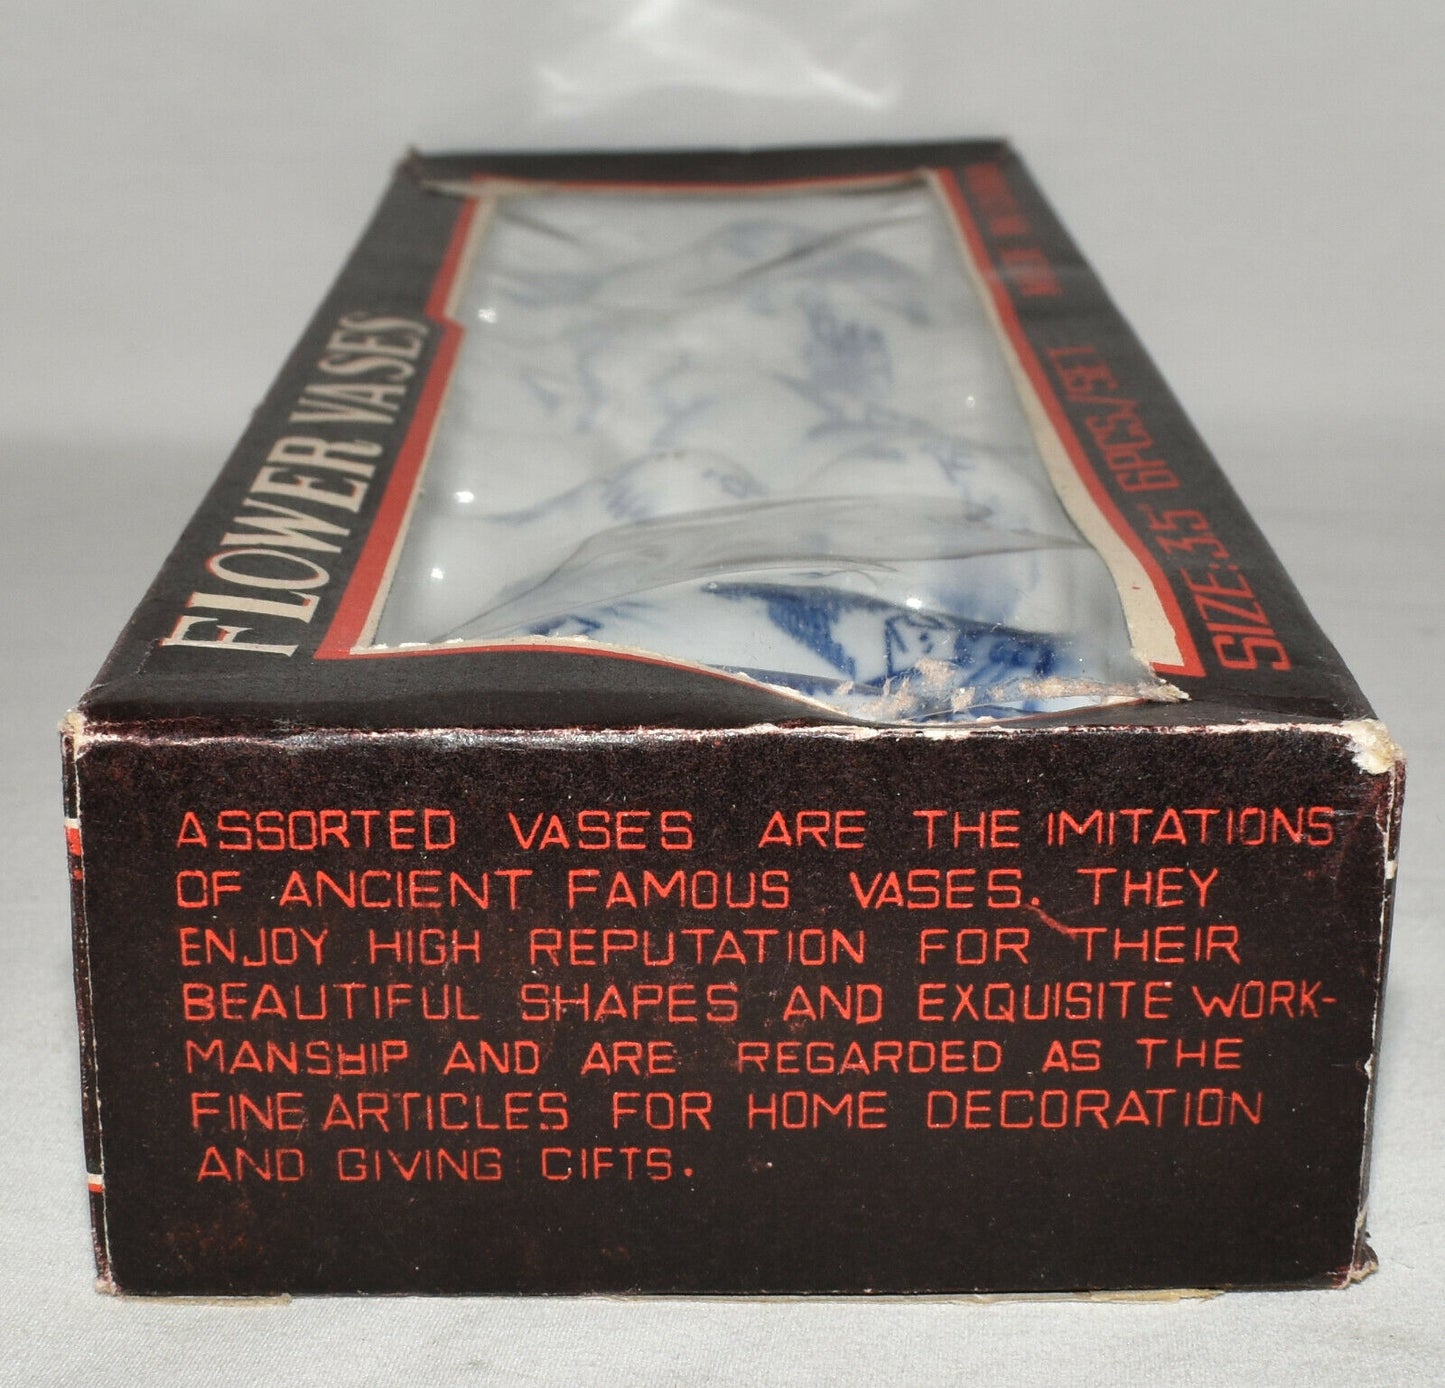 FLOWER VASES
SIZE:3.5" 6PCS/SET
ASSORTED VASES ARE THE IMITATIONS
OF ANCIENT FAMOUS VASES. THEY
ENJOY HIGH REPUTATION FOR THEIR
BEAUTIFUL SHAPES AND EXQUISITE WORK-
MANSHIP AND ARE REGARDED AS THE
FINE ARTICLES FOR HOME DECORATION
AND GIVING CIFTS.